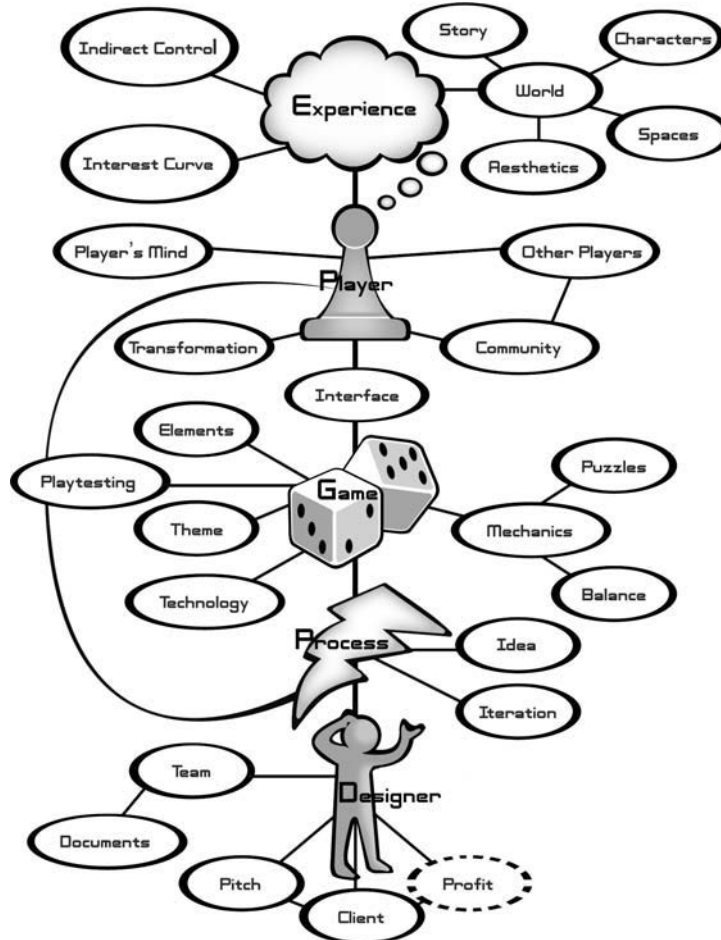 Story
Indirect Control
Characters
World
Experience
Spaces
Interest Curve
Aesthetics
Player's Mind
Other Players
Player
Transformation
Community
Interface
Elements
Puzzles
Playtesting
Game
Theme
Mechanics
Technology
Balance
Process
Idea
Iteration
Team
Designer
Documents
Pitch
Profit
Client